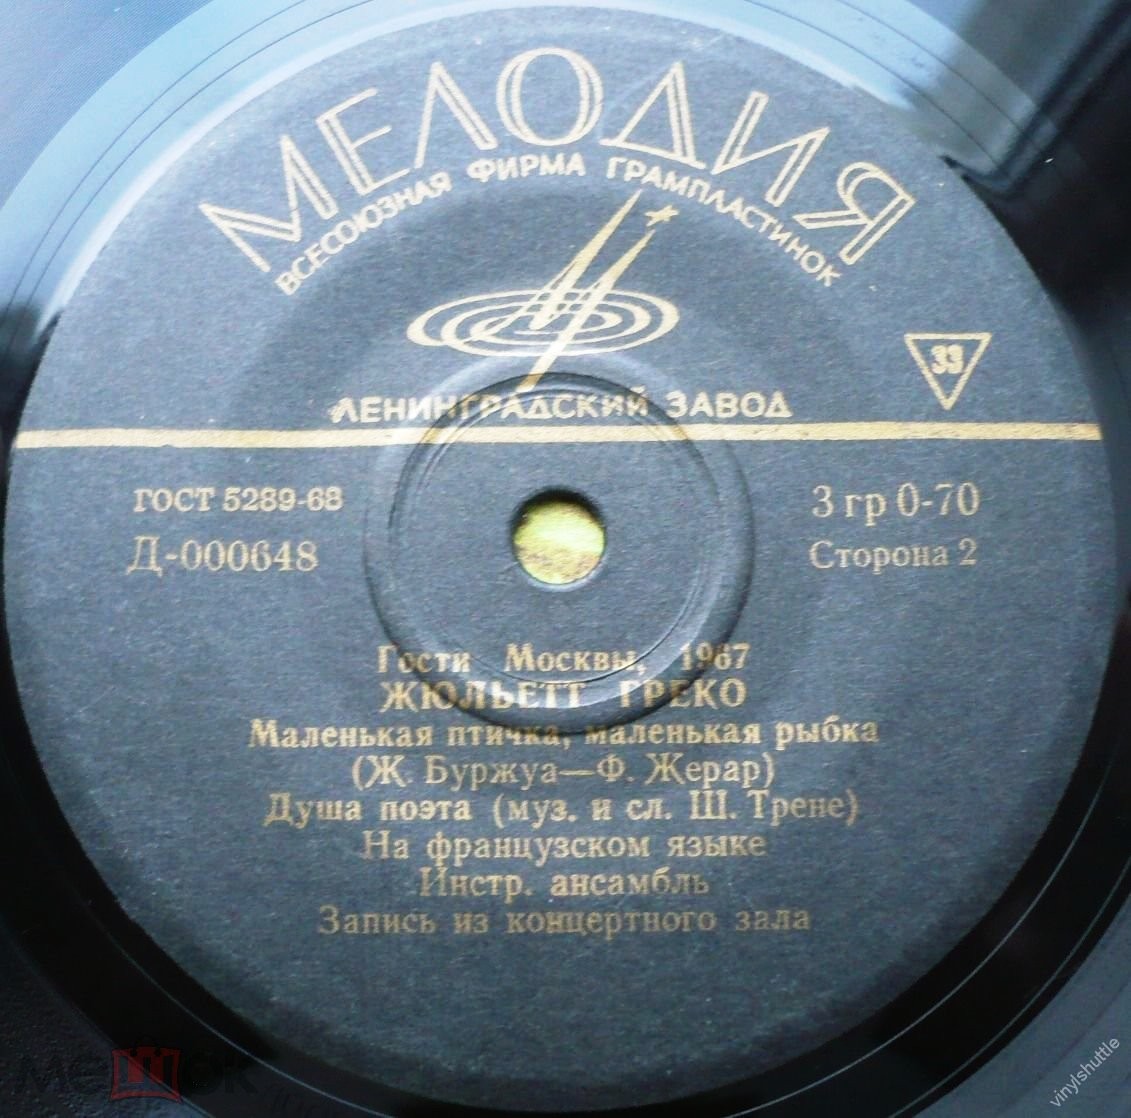 МЕЛОДИЯ
ВСЕСОЮЗНАЯ ФИРМА ГРАМПЛАСТИНОК
33
ЛЕНИНГРАДСКИЙ ЗАВОД
ГОСТ 5289-68
3 гр 0-70
Д-000648
Сторона 2
Гости Москвы, 1967
ЖЮЛЬЕТТ ГРЕКО
Маленькая птичка, маленькая рыбка
(Ж. Буржуа—Ф. Жерар)
Душа поэта (муз. и сл. Ш. Трене)
На французском языке
Инстр. ансамбль
Запись из концертного зала
мешок
vinylshuttle